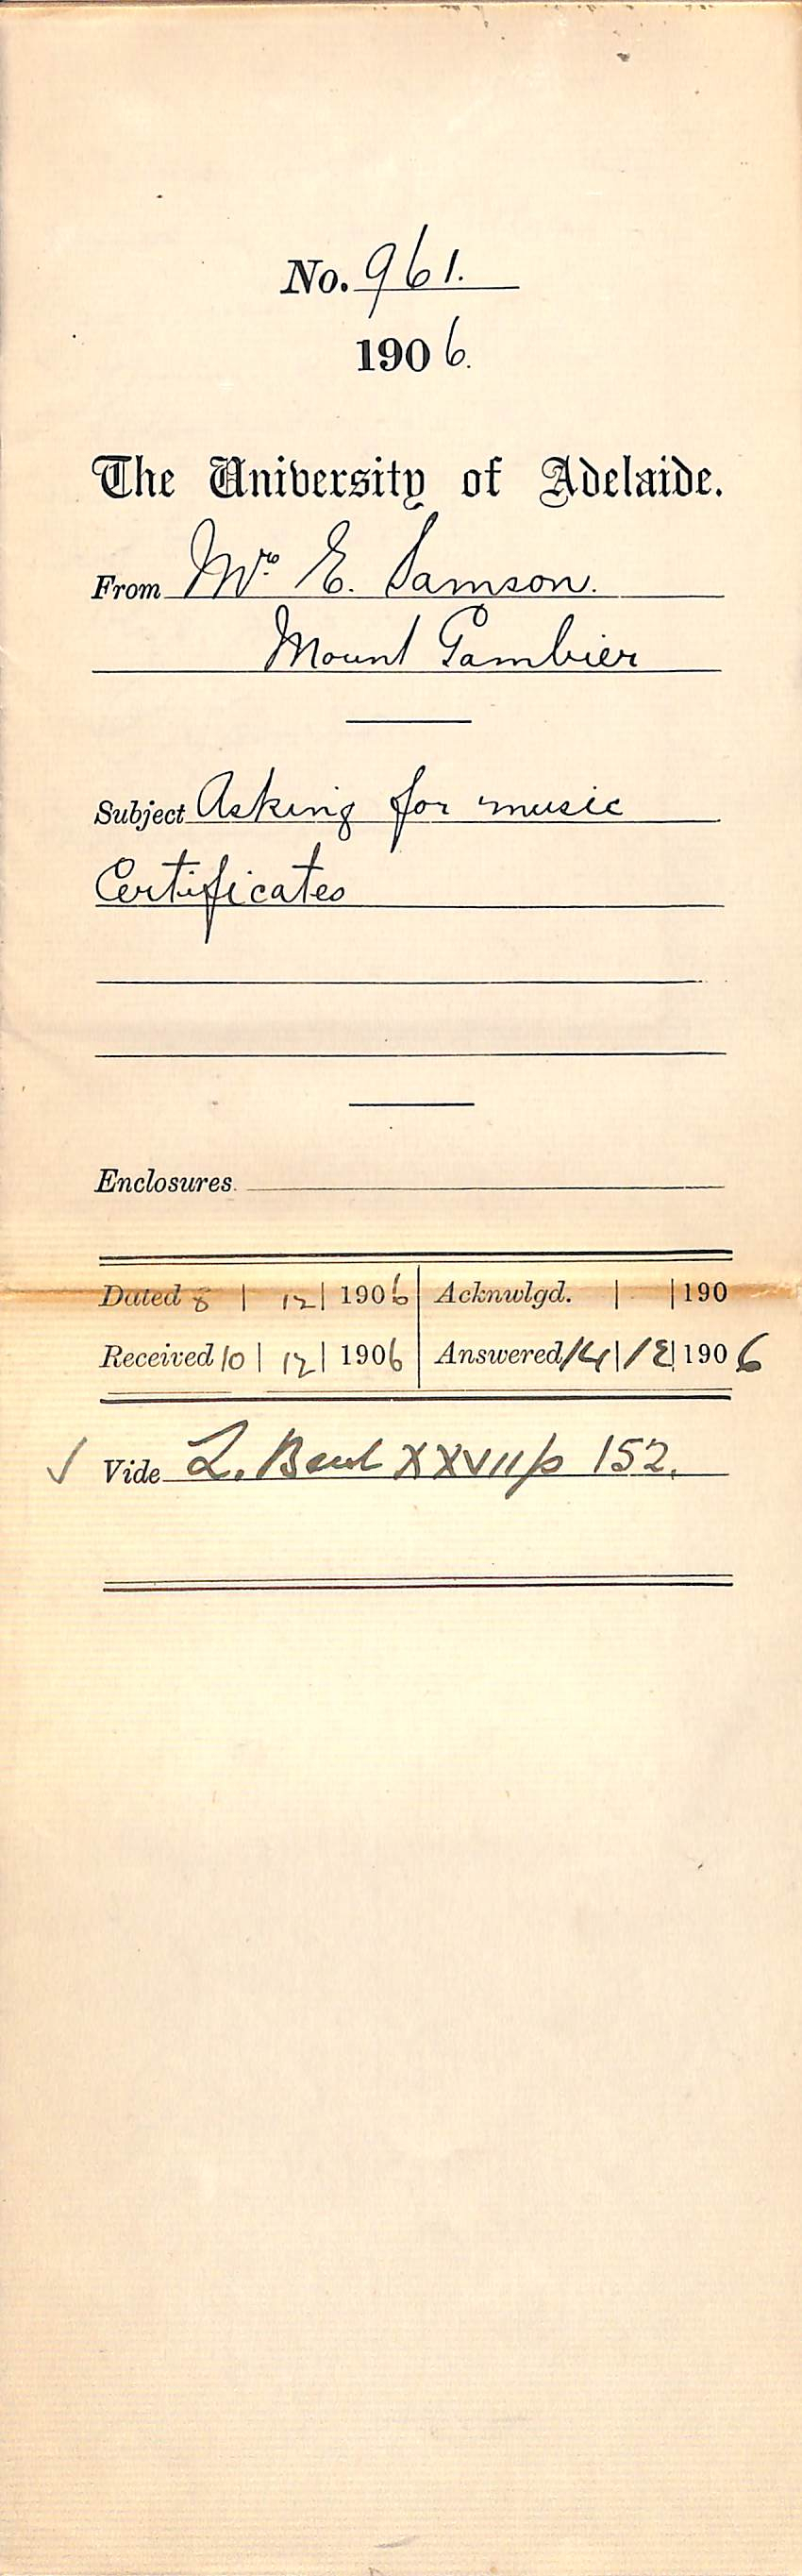 No. 961.
1906.
The University of Adelaide.
From Mrs E. Samson.
Mount Gambier
Subject Asking for music
Certificates
Enclosures
Dated 8 | 12 | 1906 Acknwlgd. | | 190
Received 10 | 12 | 1906 Answered 14 | 12 | 1906
✓ Vide L. XXVII p 152.